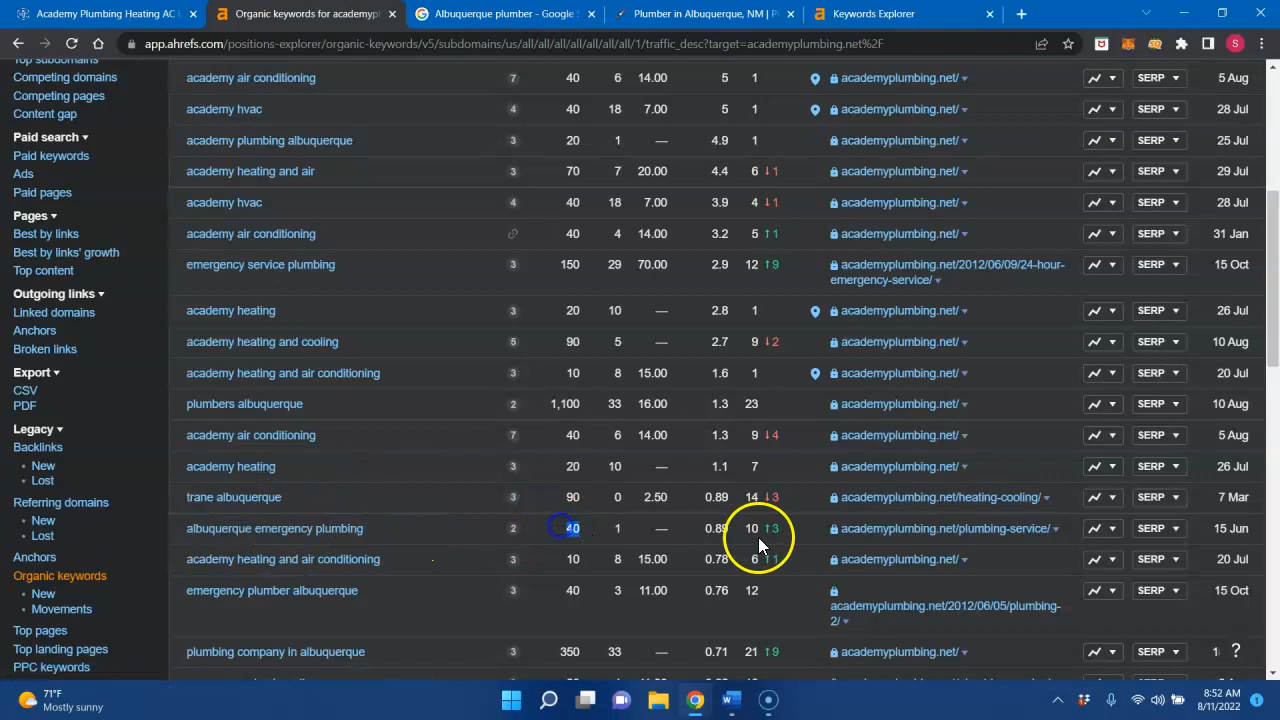 Academy Plumbing Heating AC
Organic keywords for academypl
Albuquerque plumber - Google S
Plumber in Albuquerque, NM | Pl
Keywords Explorer
app.ahrefs.com/positions-explorer/organic-keywords/v5/subdomains/us/all/all/all/all/all/all/1/traffic_desc?target=academyplumbing.net%2F
Top subdomains
Competing domains
Competing pages
Content gap
Paid search
Paid keywords
Ads
Paid pages
Pages
Best by links
Best by links' growth
Top content
Outgoing links
Linked domains
Anchors
Broken links
Export
CSV
PDF
Legacy
Backlinks
New
Lost
Referring domains
New
Lost
Anchors
Organic keywords
New
Movements
Top pages
Top landing pages
PPC keywords
academy air conditioning 7 40 6 14.00 5 1 academyplumbing.net/ SERP 5 Aug
academy hvac 4 40 18 7.00 5 1 academyplumbing.net/ SERP 28 Jul
academy plumbing albuquerque 3 20 1 — 4.9 1 academyplumbing.net/ SERP 25 Jul
academy heating and air 3 70 7 20.00 4.4 6 ↓1 academyplumbing.net/ SERP 29 Jul
academy hvac 4 40 18 7.00 3.9 4 ↓1 academyplumbing.net/ SERP 28 Jul
academy air conditioning 40 4 14.00 3.2 5 ↑1 academyplumbing.net/ SERP 31 Jan
emergency service plumbing 3 150 29 70.00 2.9 12 ↑9 academyplumbing.net/2012/06/09/24-hour- SERP 15 Oct
emergency-service/
academy heating 3 20 10 — 2.8 1 academyplumbing.net/ SERP 26 Jul
academy heating and cooling 5 90 5 — 2.7 9 ↓2 academyplumbing.net/ SERP 10 Aug
academy heating and air conditioning 3 10 8 15.00 1.6 1 academyplumbing.net/ SERP 20 Jul
plumbers albuquerque 2 1,100 33 16.00 1.3 23 academyplumbing.net/ SERP 10 Aug
academy air conditioning 7 40 6 14.00 1.3 9 ↓4 academyplumbing.net/ SERP 5 Aug
academy heating 3 20 10 — 1.1 7 academyplumbing.net/ SERP 26 Jul
trane albuquerque 3 90 0 2.50 0.89 14 ↓3 academyplumbing.net/heating-cooling/ SERP 7 Mar
albuquerque emergency plumbing 2 40 1 — 0.89 10 ↑3 academyplumbing.net/plumbing-service/ SERP 15 Jun
academy heating and air conditioning 3 10 8 15.00 0.78 6 ↑1 academyplumbing.net/ SERP 20 Jul
emergency plumber albuquerque 3 40 3 11.00 0.76 12 SERP 15 Oct
academyplumbing.net/2012/06/05/plumbing-
2/
plumbing company in albuquerque 3 350 33 — 0.71 21 ↑9 academyplumbing.net/ SERP
?
S
71°F
Mostly sunny
8:52 AM
8/11/2022
1